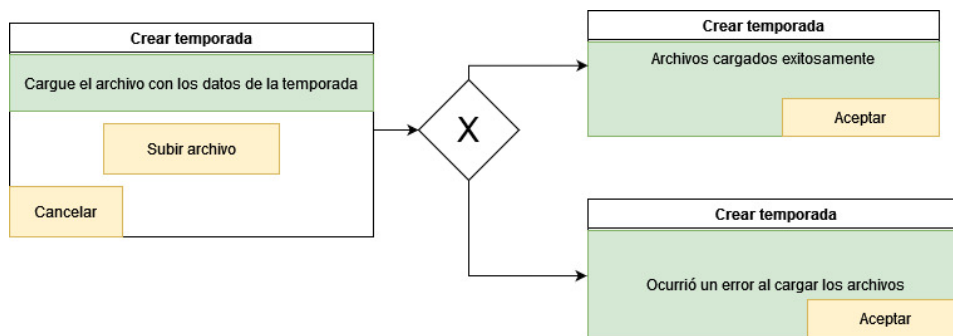 Crear temporada
Cargue el archivo con los datos de la temporada
Subir archivo
Cancelar
X
Crear temporada
Archivos cargados exitosamente
Aceptar
Crear temporada
Ocurrió un error al cargar los archivos
Aceptar